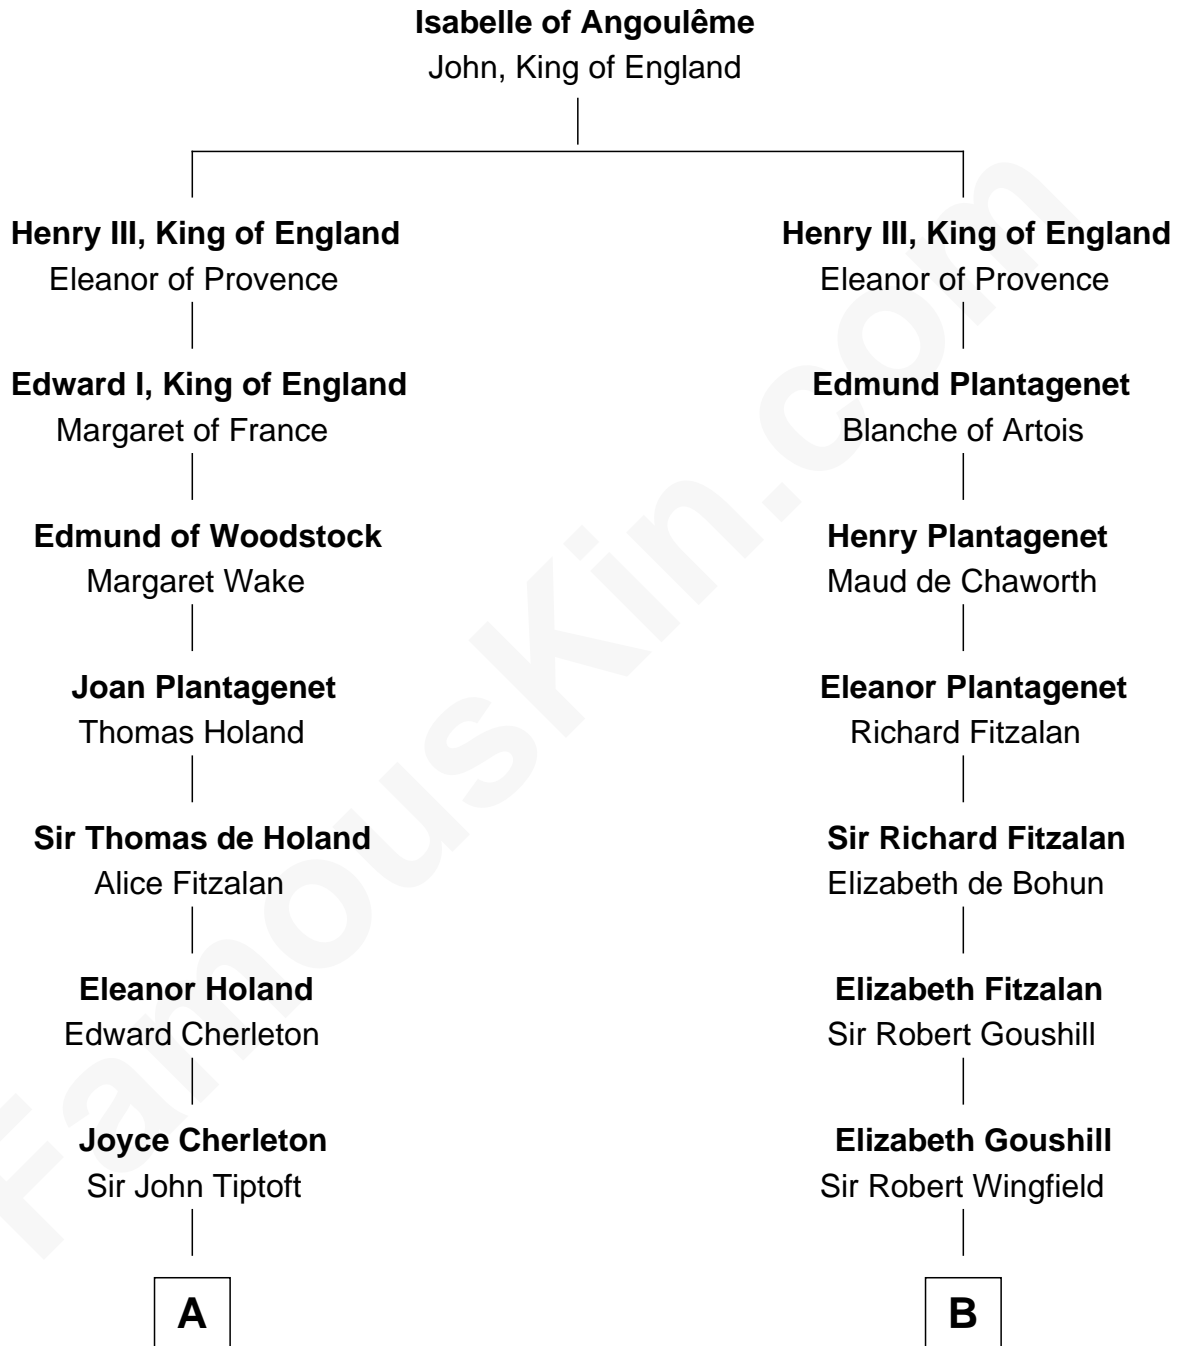 Isabelle of Angoulême
John, King of England
Henry III, King of England
Eleanor of Provence
Edward I, King of England
Margaret of France
Edmund of Woodstock
Margaret Wake
Joan Plantagenet
Thomas Holand
Sir Thomas de Holand
Alice Fitzalan
Eleanor Holand
Edward Cherleton
Joyce Cherleton
Sir John Tiptoft
A
Henry III, King of England
Eleanor of Provence
Edmund Plantagenet
Blanche of Artois
Henry Plantagenet
Maud de Chaworth
Eleanor Plantagenet
Richard Fitzalan
Sir Richard Fitzalan
Elizabeth de Bohun
Elizabeth Fitzalan
Sir Robert Goushill
Elizabeth Goushill
Sir Robert Wingfield
B
FamousKin.com